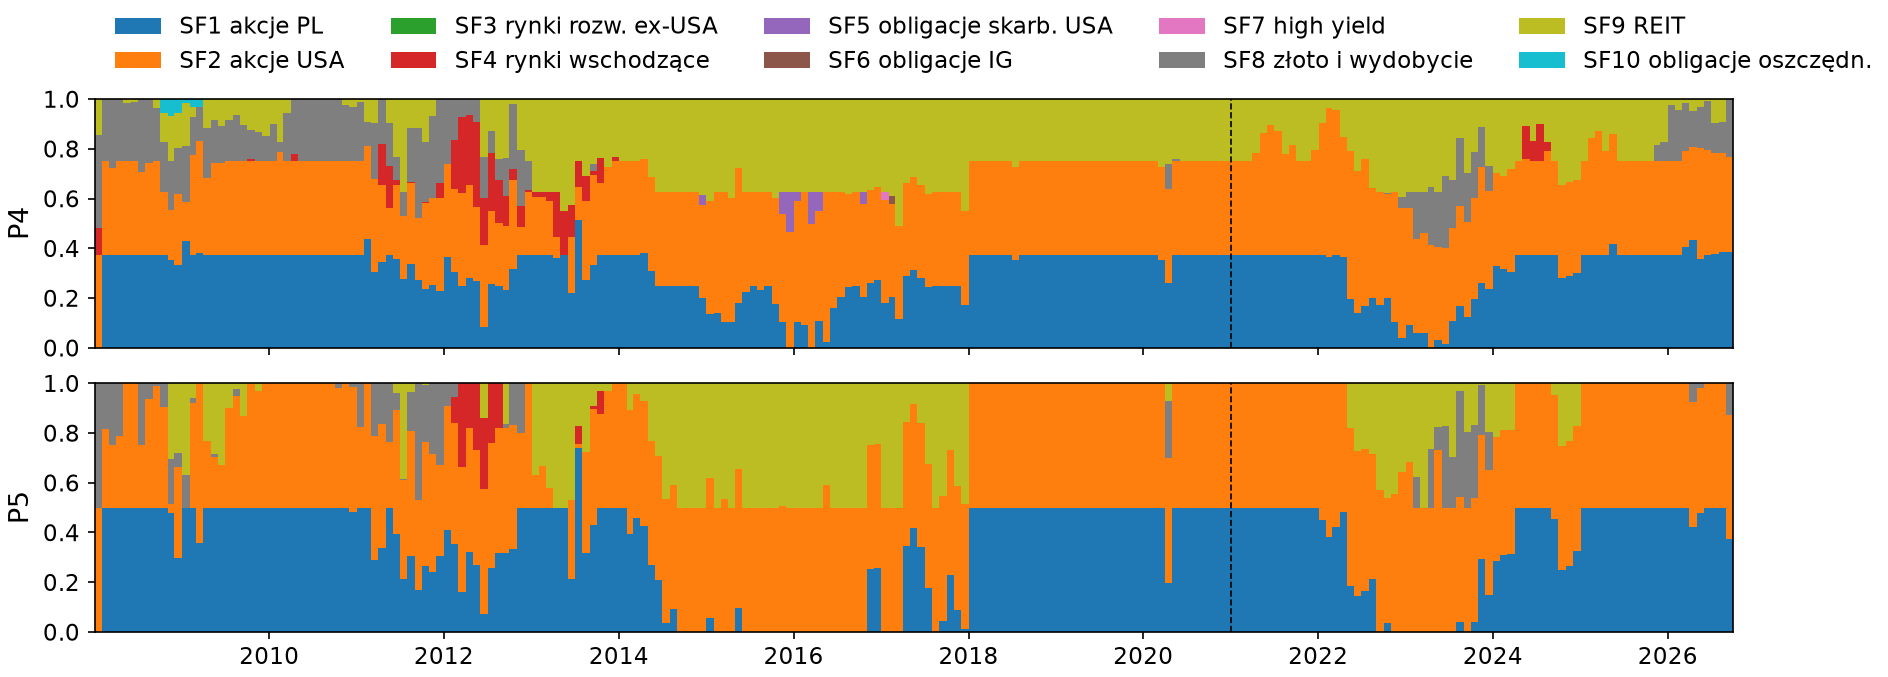 SF1 akcje PL SF3 rynki rozw. ex-USA SF5 obligacje skarb. USA SF7 high yield SF9 REIT
SF2 akcje USA SF4 rynki wschodzące SF6 obligacje IG SF8 złoto i wydobycie SF10 obligacje oszczędn.
1.0
0.8
0.6
0.4
0.2
0.0
P4
1.0
0.8
0.6
0.4
0.2
0.0
P5
2010 2012 2014 2016 2018 2020 2022 2024 2026